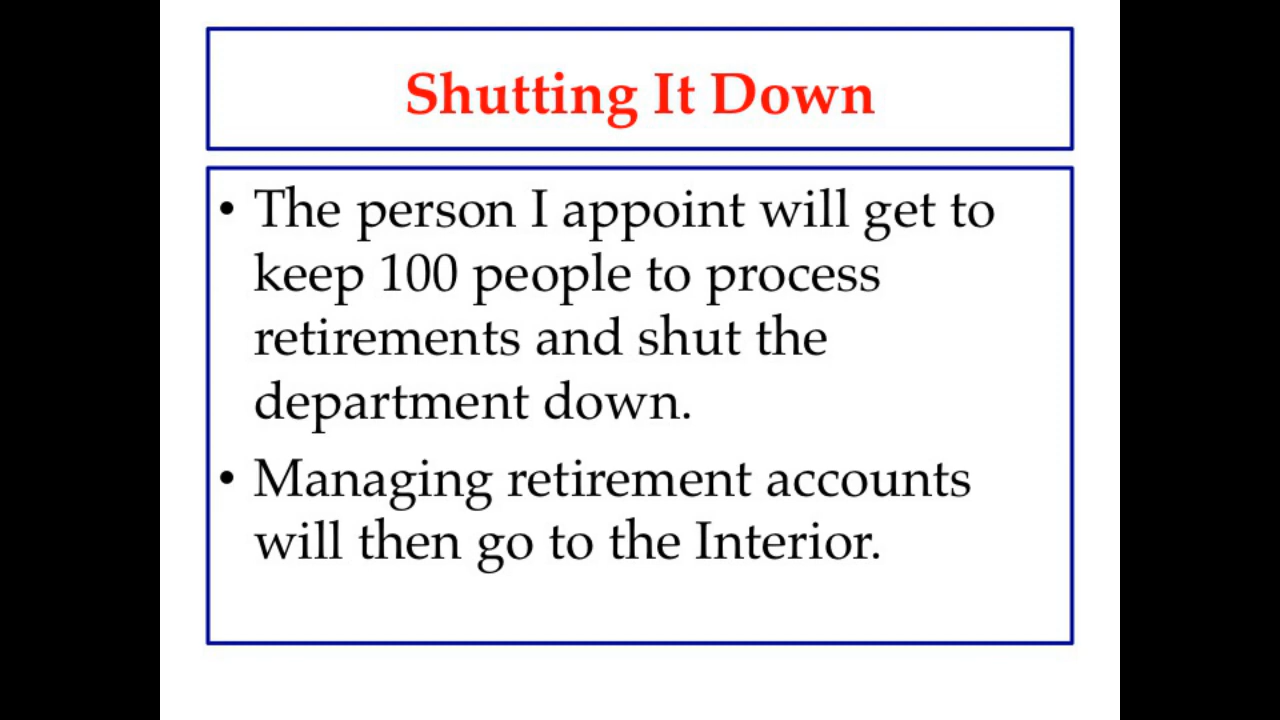 Shutting It Down
• The person I appoint will get to
keep 100 people to process
retirements and shut the
department down.
• Managing retirement accounts
will then go to the Interior.